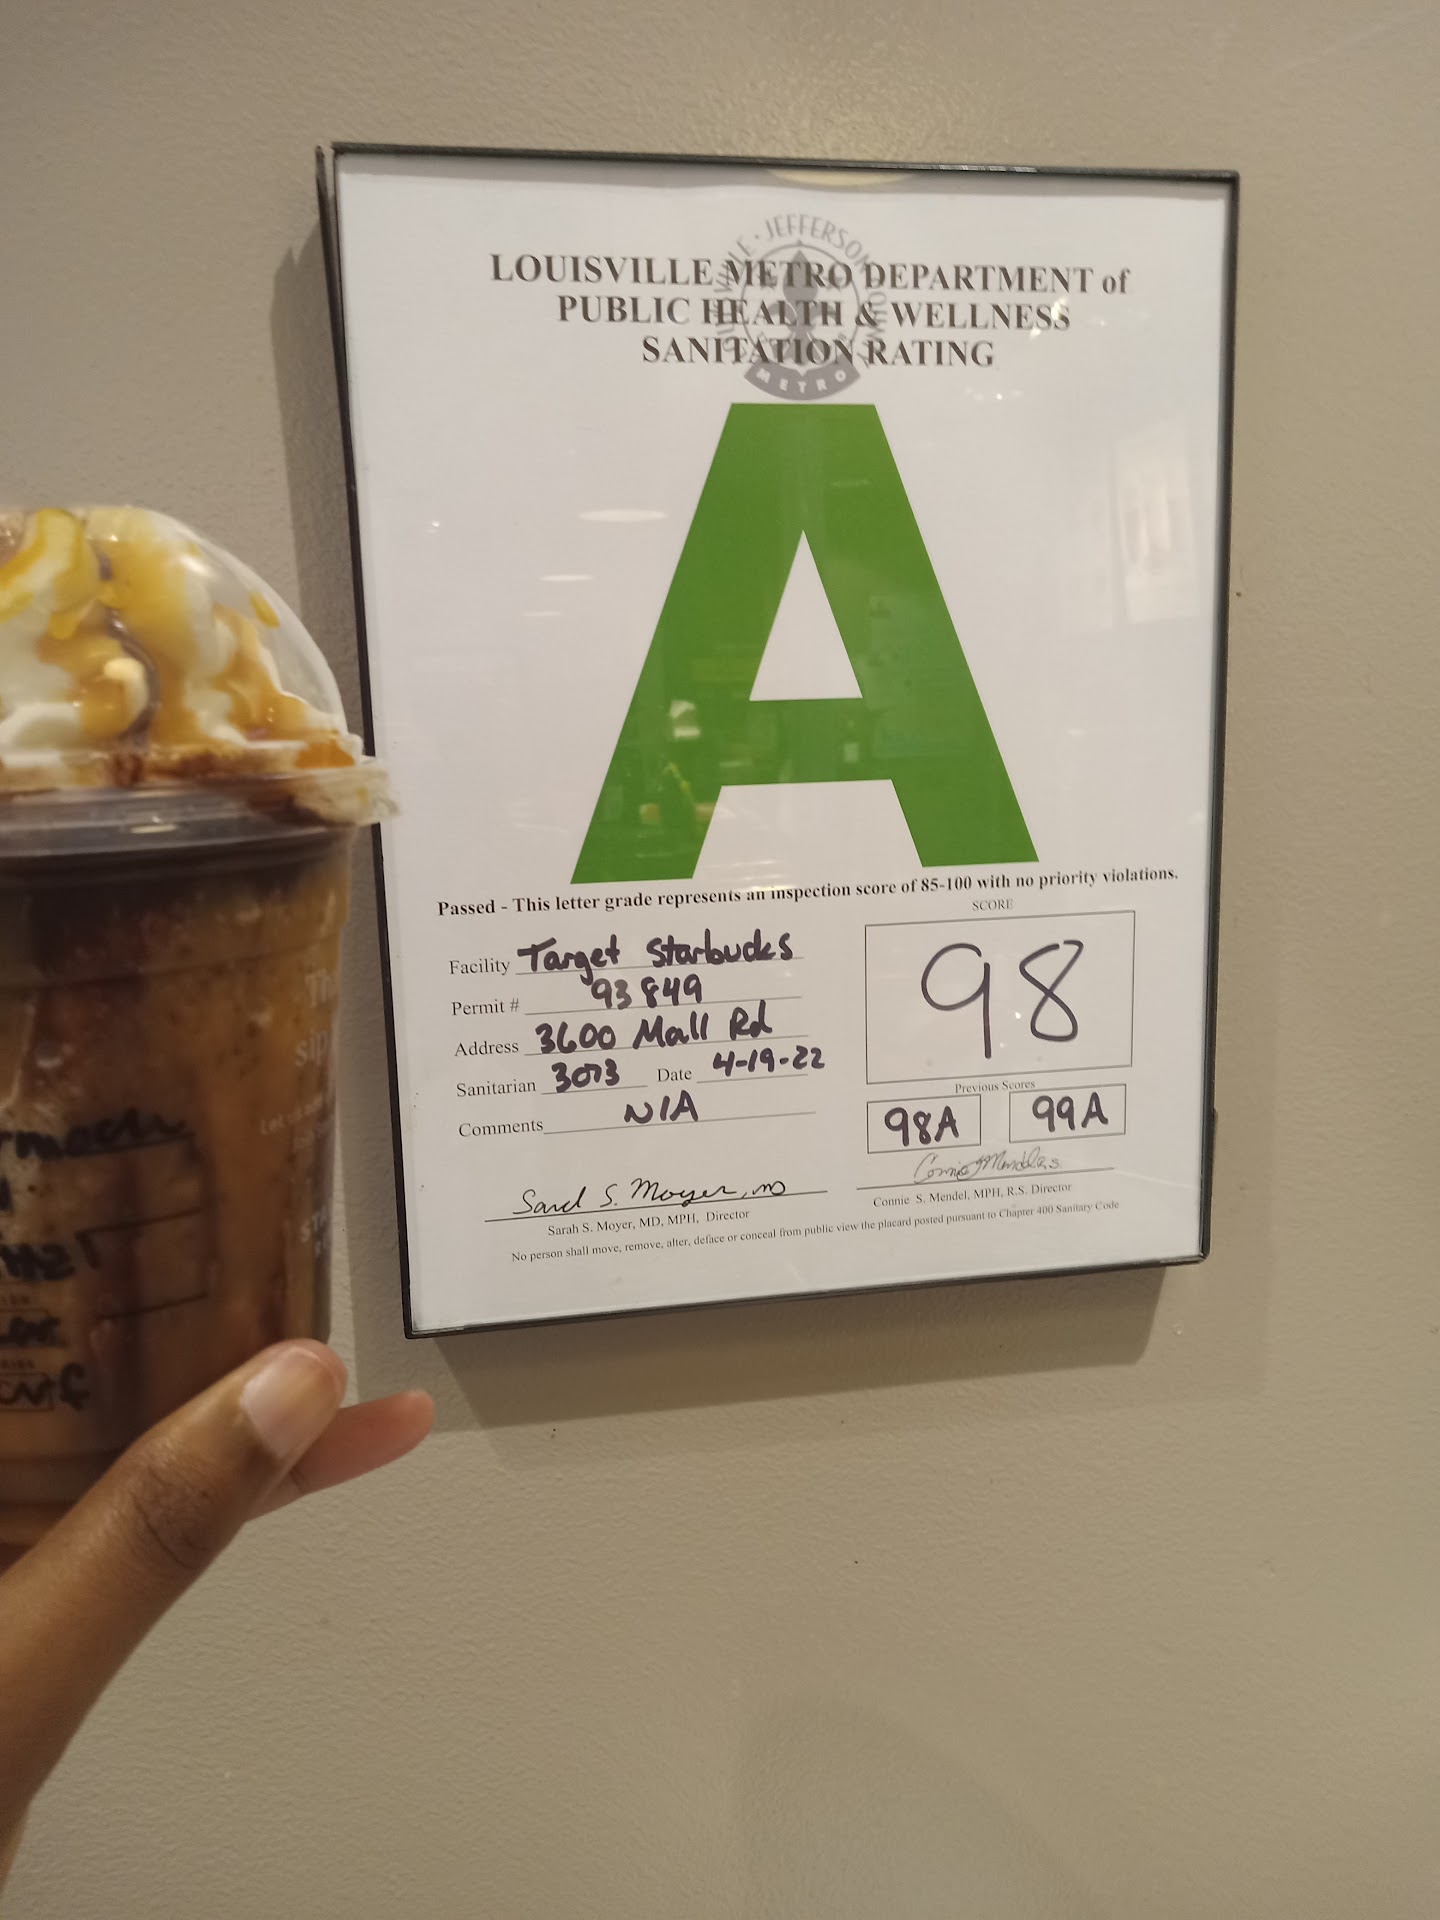 LOUISVILLE METRO DEPARTMENT of
PUBLIC HEALTH & WELLNESS
SANITATION RATING
JEFFERSON
METRO
A
Passed - This letter grade represents an inspection score of 85-100 with no priority violations.
SCORE
98
Facility Target Starbucks
Permit # 93849
Address 3600 Mall Rd
Sanitarian 3073 Date 4-19-22
Comments N/A
Previous Scores
98A 99A
Sarah S. Moyer, MD, MPH, Director
Connie S. Mendel, MPH, R.S. Director
No person shall move, remove, alter, deface or conceal from public view the placard posted pursuant to Chapter 400 Sanitary Code